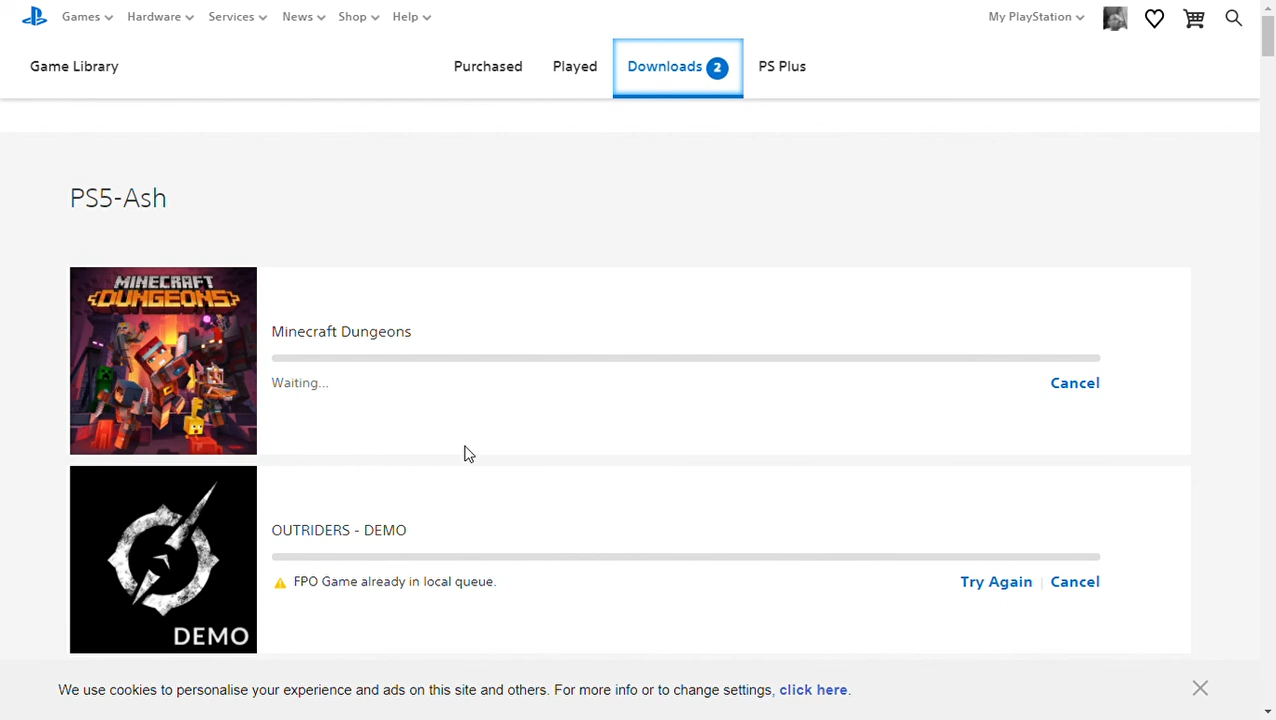 Games Hardware Services News Shop Help My PlayStation
Game Library Purchased Played Downloads 2 PS Plus
PS5-Ash
MINECRAFT
DUNGEONS
Minecraft Dungeons
Waiting... Cancel
OUTRIDERS - DEMO
FPO Game already in local queue. Try Again | Cancel
DEMO
We use cookies to personalise your experience and ads on this site and others. For more info or to change settings, click here.